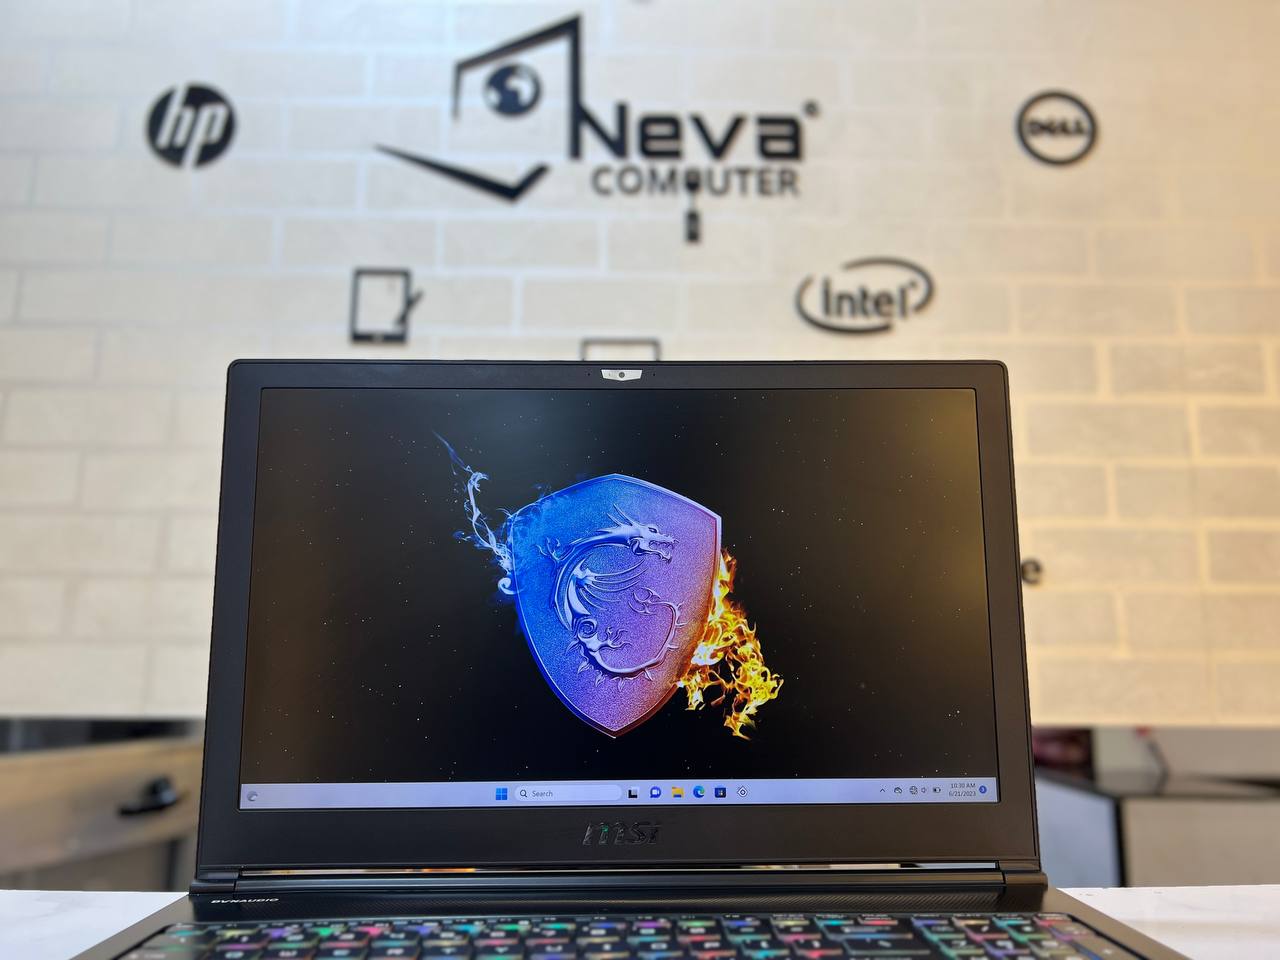 hp
Neva
COMPUTER
DELL
intel
Search
10:30 AM
6/21/2023
msi
DYNAUDIO